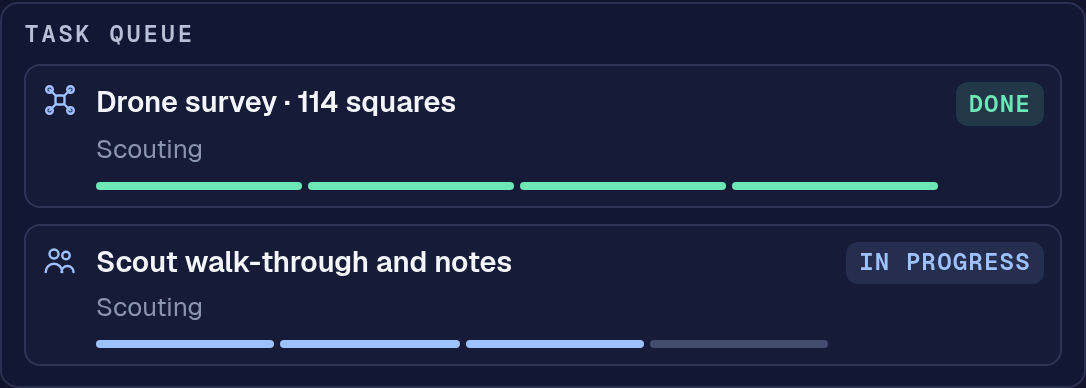 TASK QUEUE
Drone survey · 114 squares
DONE
Scouting
Scout walk-through and notes
IN PROGRESS
Scouting